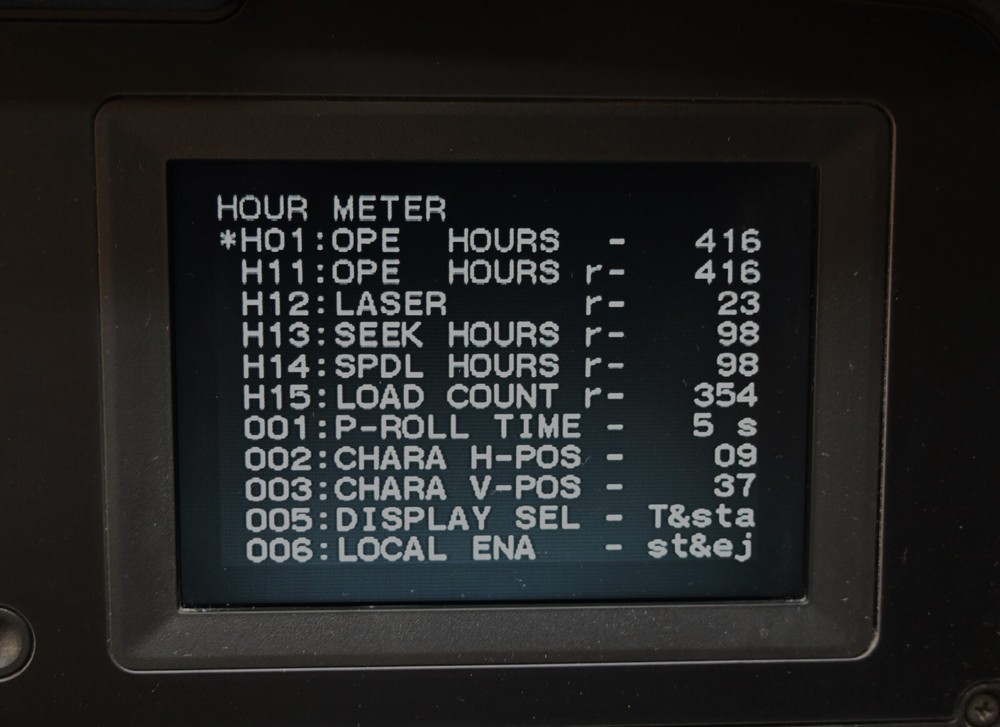 HOUR METER
*H01:OPE HOURS - 416
H11:OPE HOURS r- 416
H12:LASER r- 23
H13:SEEK HOURS r- 98
H14:SPDL HOURS r- 98
H15:LOAD COUNT r- 354
001:P-ROLL TIME - 5 s
002:CHARA H-POS - 09
003:CHARA V-POS - 37
005:DISPLAY SEL - T&sta
006:LOCAL ENA - st&ej